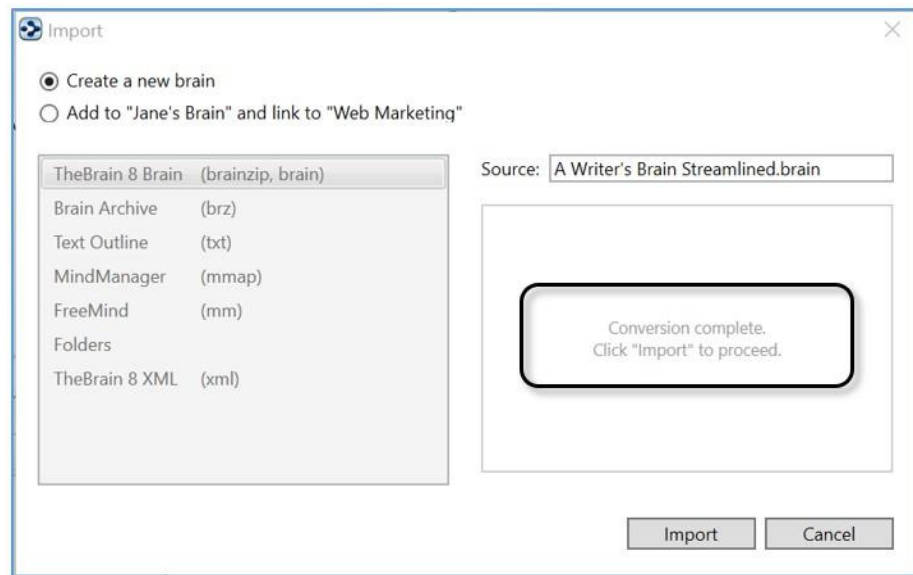 Import
Create a new brain
Add to "Jane's Brain" and link to "Web Marketing"
TheBrain 8 Brain (brainzip, brain)
Brain Archive (brz)
Text Outline (txt)
MindManager (mmap)
FreeMind (mm)
Folders
TheBrain 8 XML (xml)
Source: A Writer's Brain Streamlined.brain
Conversion complete.
Click "Import" to proceed.
Import Cancel